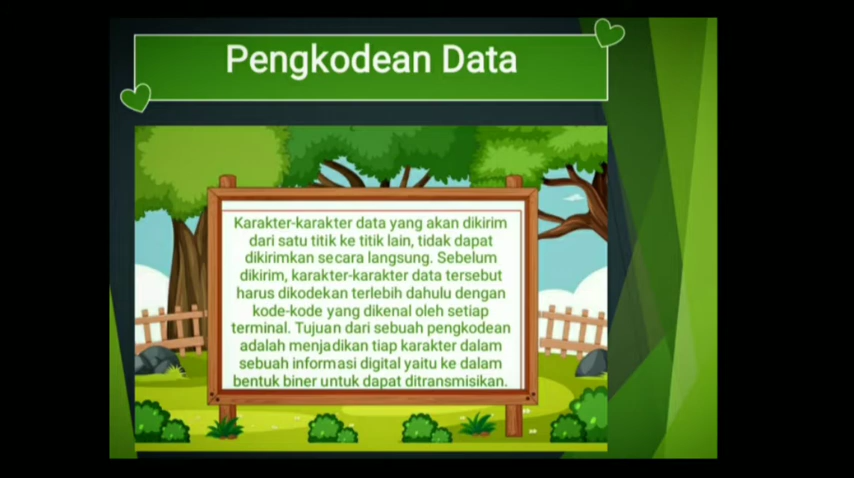 Pengkodean Data
Karakter-karakter data yang akan dikirim
dari satu titik ke titik lain, tidak dapat
dikirimkan secara langsung. Sebelum
dikirim, karakter-karakter data tersebut
harus dikodekan terlebih dahulu dengan
kode-kode yang dikenal oleh setiap
terminal. Tujuan dari sebuah pengkodean
adalah menjadikan tiap karakter dalam
sebuah informasi digital yaitu ke dalam
bentuk biner untuk dapat ditransmisikan.